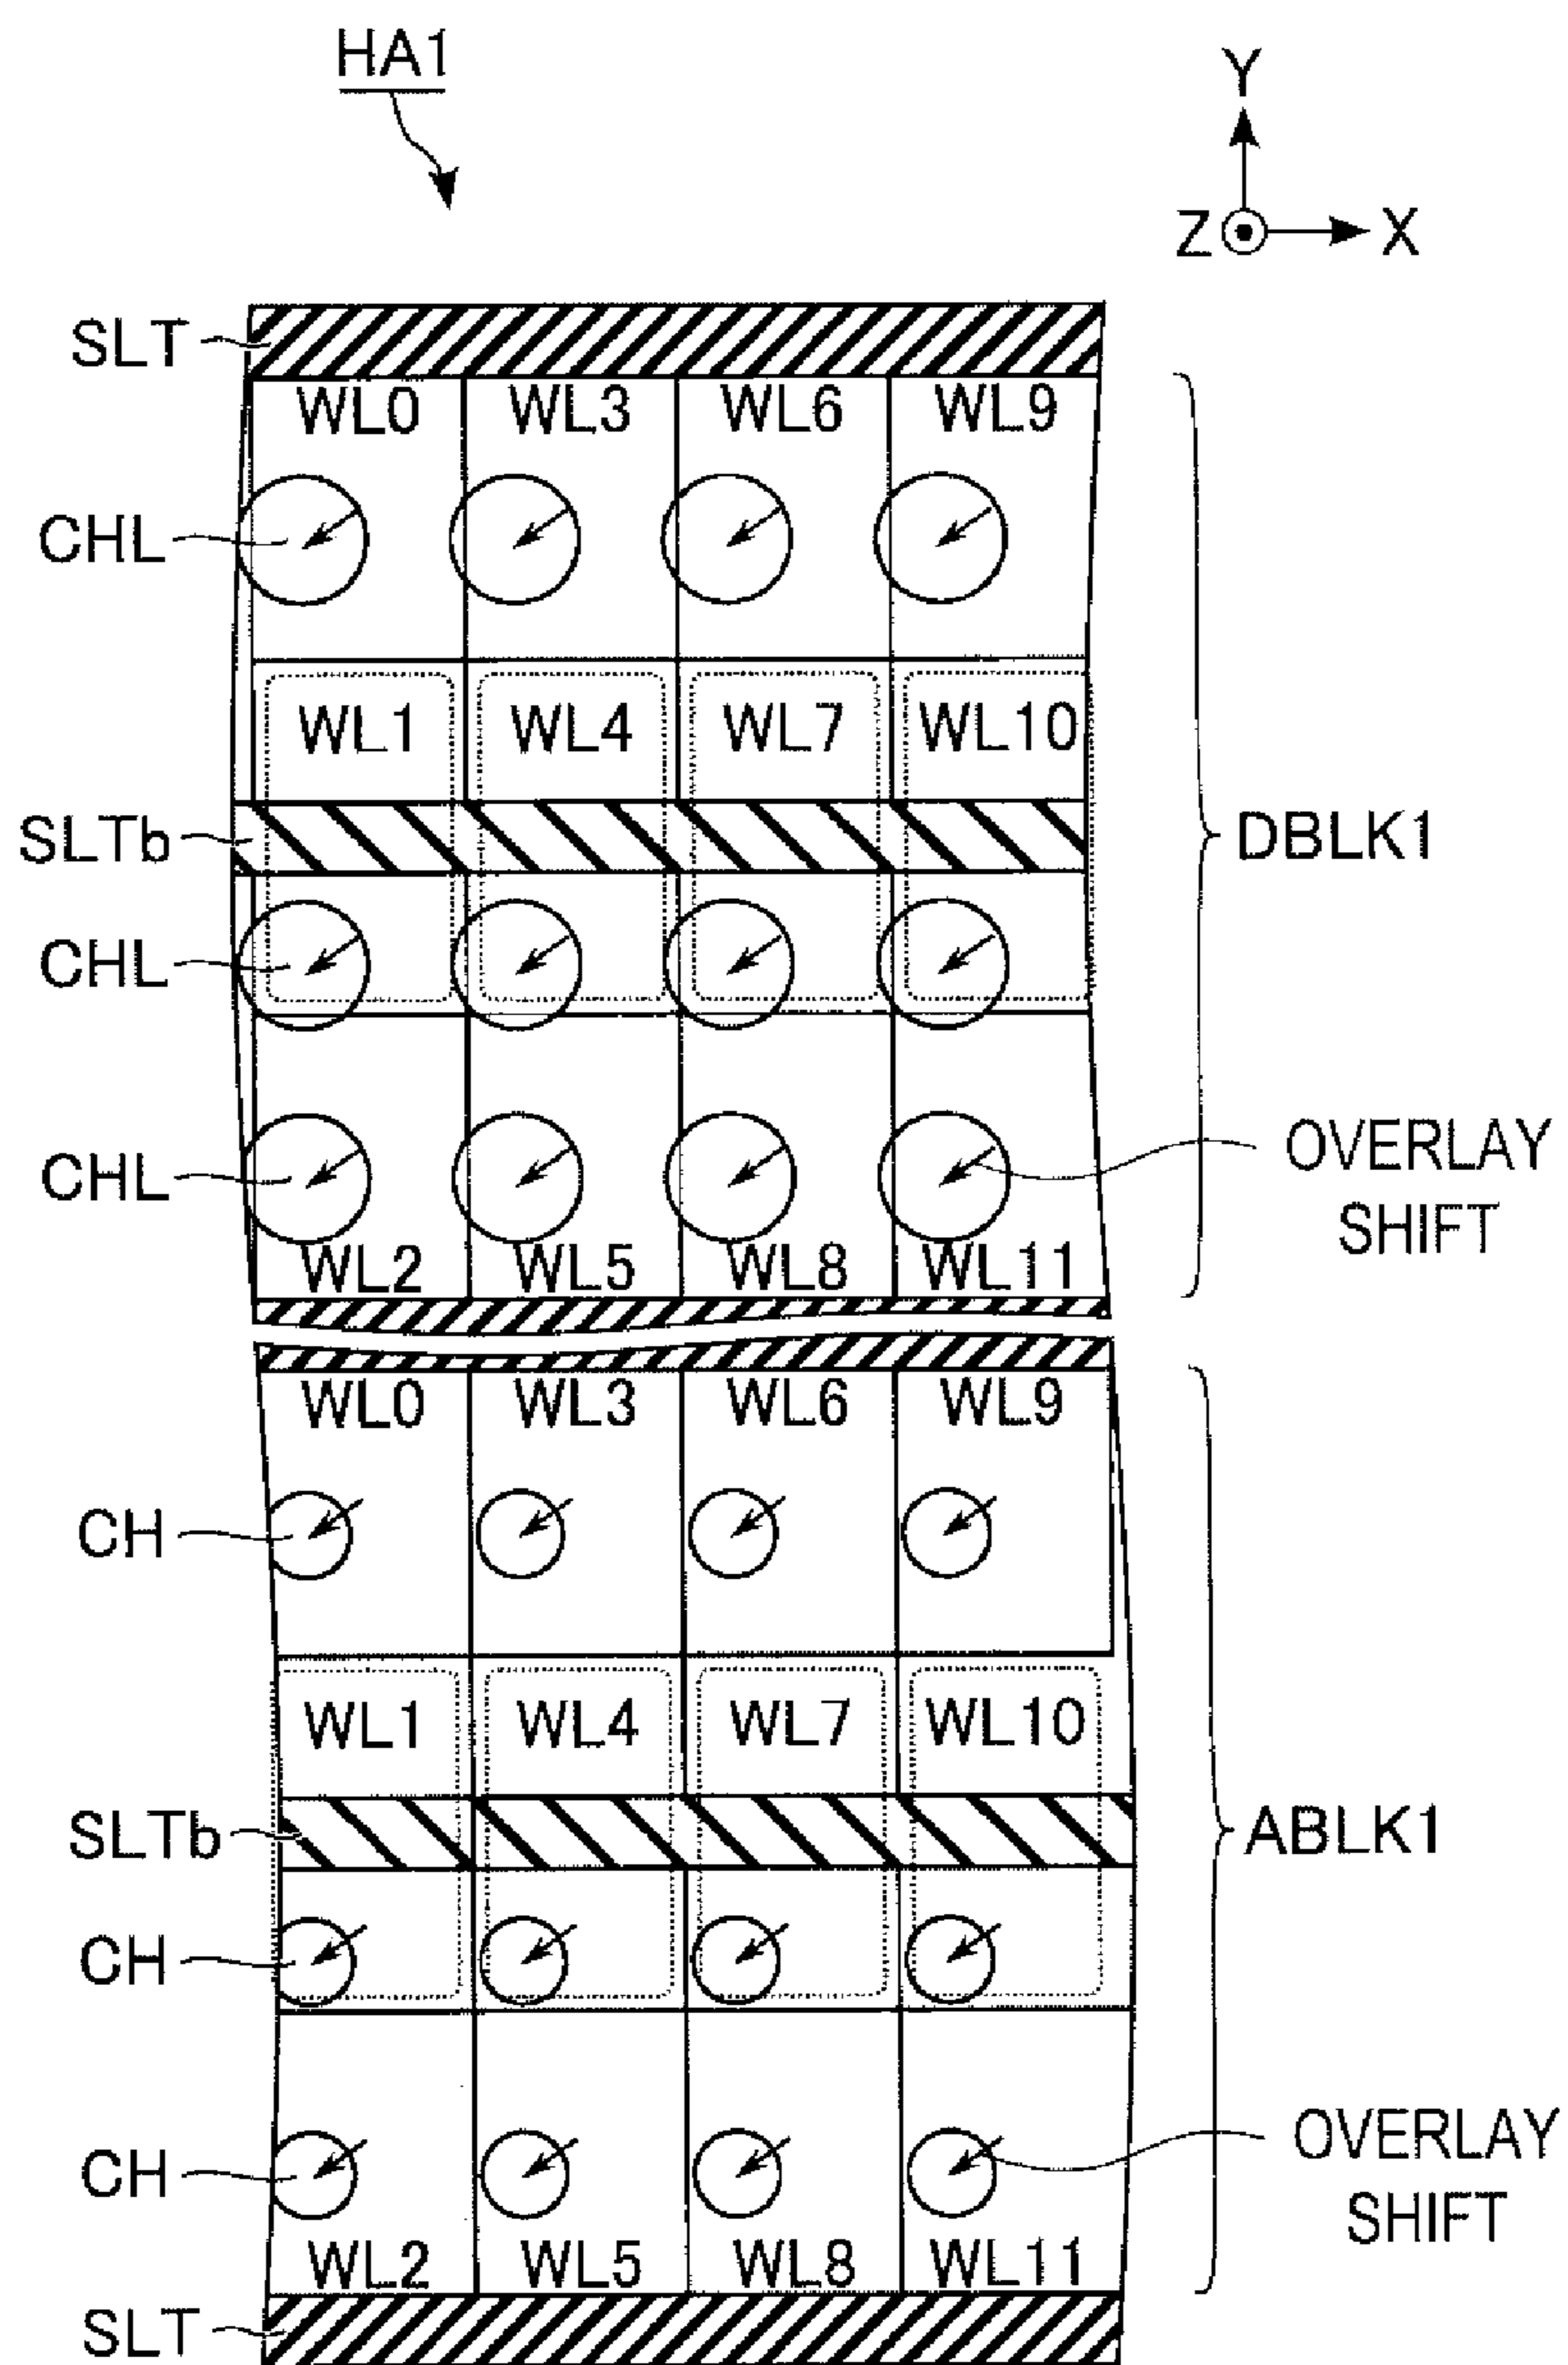 HA1
Y
Z X
SLT
WL0 WL3 WL6 WL9
CHL
WL1 WL4 WL7 WL10
SLTb
DBLK1
CHL
CHL
OVERLAY
SHIFT
WL2 WL5 WL8 WL11
WL0 WL3 WL6 WL9
CH
WL1 WL4 WL7 WL10
SLTb
ABLK1
CH
CH
OVERLAY
SHIFT
WL2 WL5 WL8 WL11
SLT